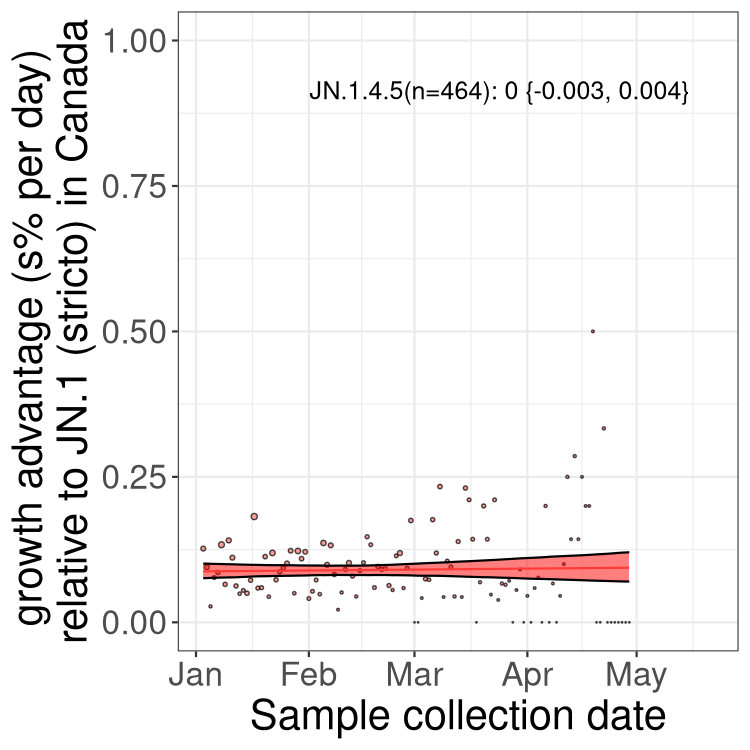 growth advantage (s% per day)
relative to JN.1 (stricto) in Canada
1.00
0.75
0.50
0.25
0.00
JN.1.4.5(n=464): 0 {-0.003, 0.004}
Jan Feb Mar Apr May
Sample collection date